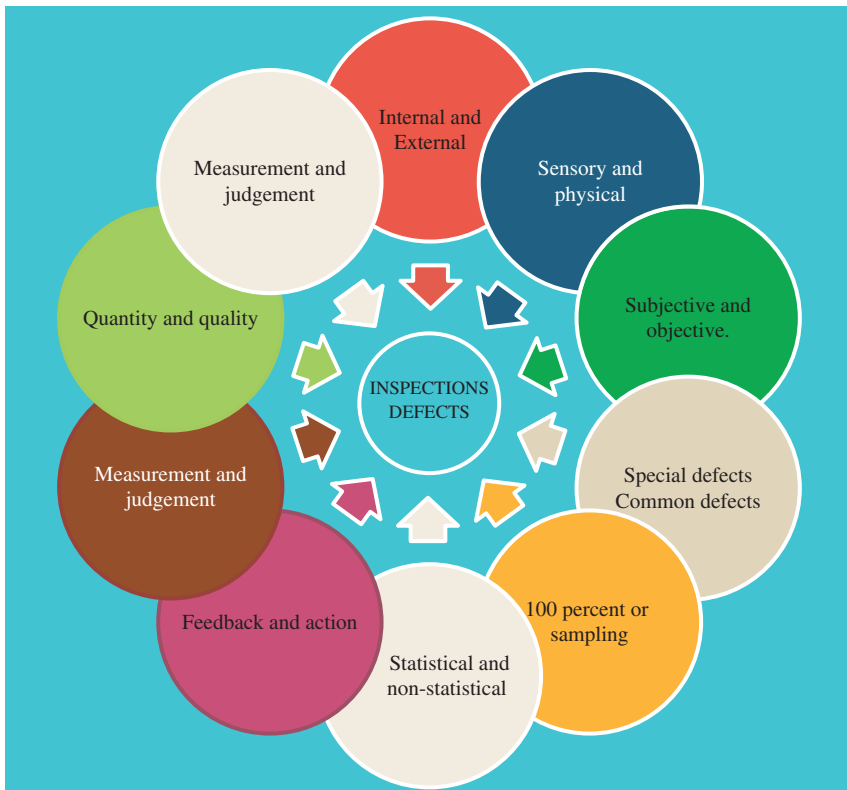 Internal and
External
Sensory and
physical
Subjective and
objective.
Special defects
Common defects
100 percent or
sampling
Statistical and
non-statistical
Feedback and action
Measurement and
judgement
Quantity and quality
Measurement and
judgement
INSPECTIONS
DEFECTS